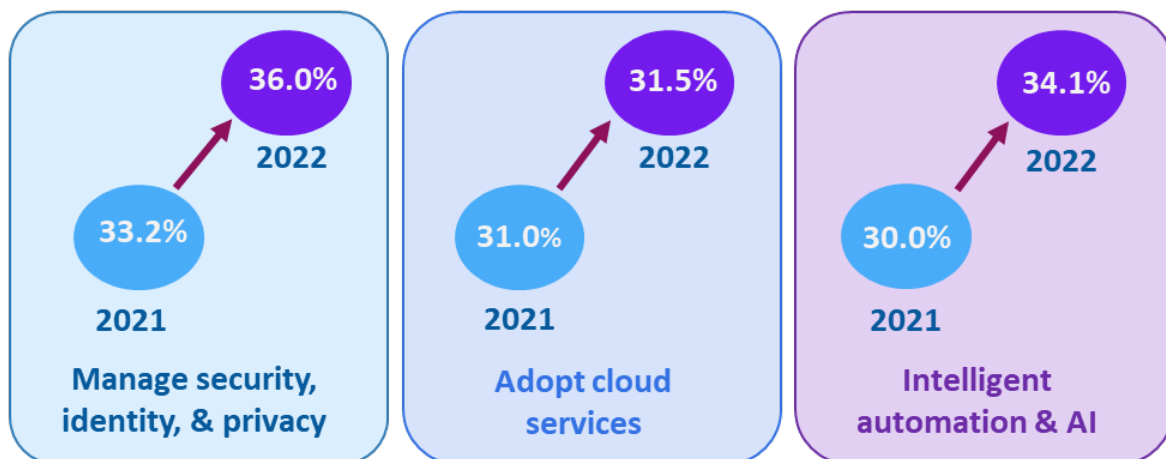 36.0%
2022
33.2%
2021
Manage security,
identity, & privacy
31.5%
2022
31.0%
2021
Adopt cloud
services
34.1%
2022
30.0%
2021
Intelligent
automation & AI